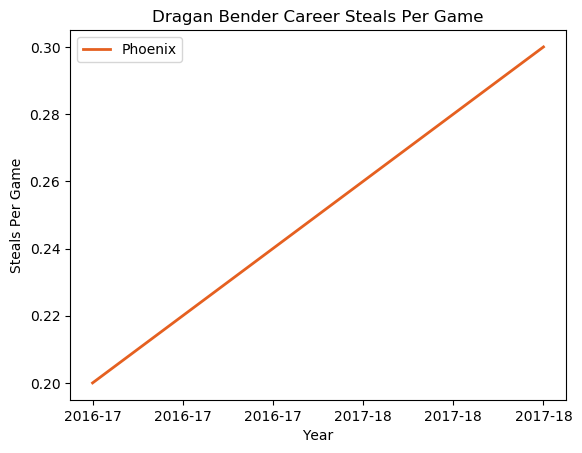 Dragan Bender Career Steals Per Game
Phoenix
0.30
0.28
0.26
0.24
0.22
0.20
Steals Per Game
2016-17 2016-17 2016-17 2017-18 2017-18 2017-18
Year